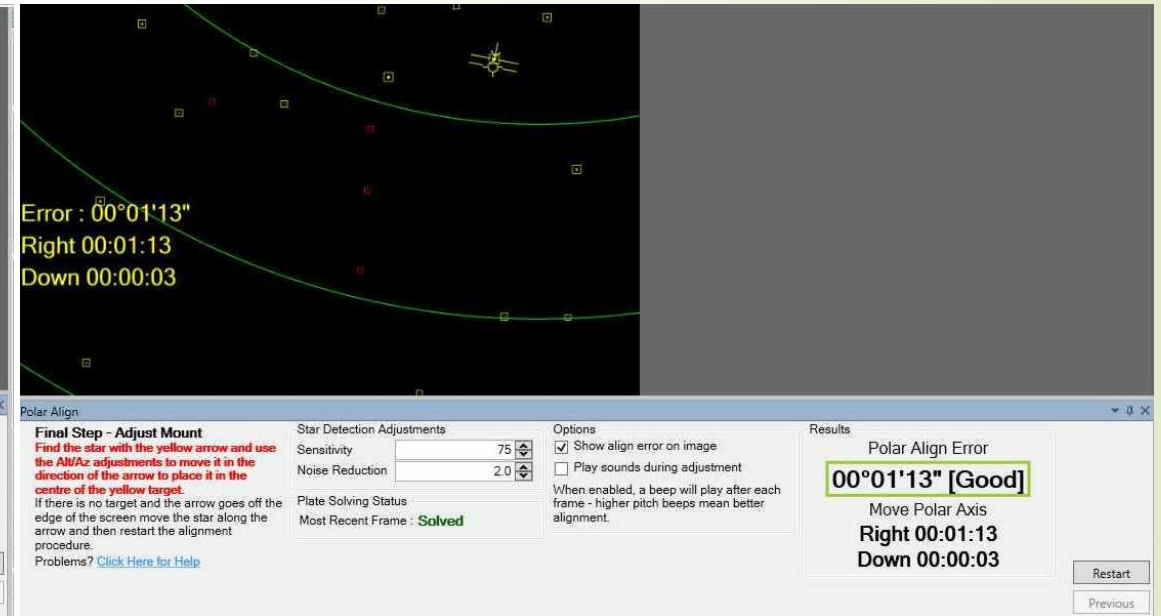 Error : 00°01'13"
Right 00:01:13
Down 00:00:03
Polar Align
Final Step - Adjust Mount
Find the star with the yellow arrow and use
the Alt/Az adjustments to move it in the
direction of the arrow to place it in the
centre of the yellow target.
If there is no target and the arrow goes off the
edge of the screen move the star along the
arrow and then restart the alignment
procedure.
Problems? Click Here for Help
Star Detection Adjustments
Sensitivity 75
Noise Reduction 2.0
Plate Solving Status
Most Recent Frame : Solved
Options
Show align error on image
Play sounds during adjustment
When enabled, a beep will play after each
frame - higher pitch beeps mean better
alignment.
Results
Polar Align Error
00°01'13" [Good]
Move Polar Axis
Right 00:01:13
Down 00:00:03
Restart
Previous